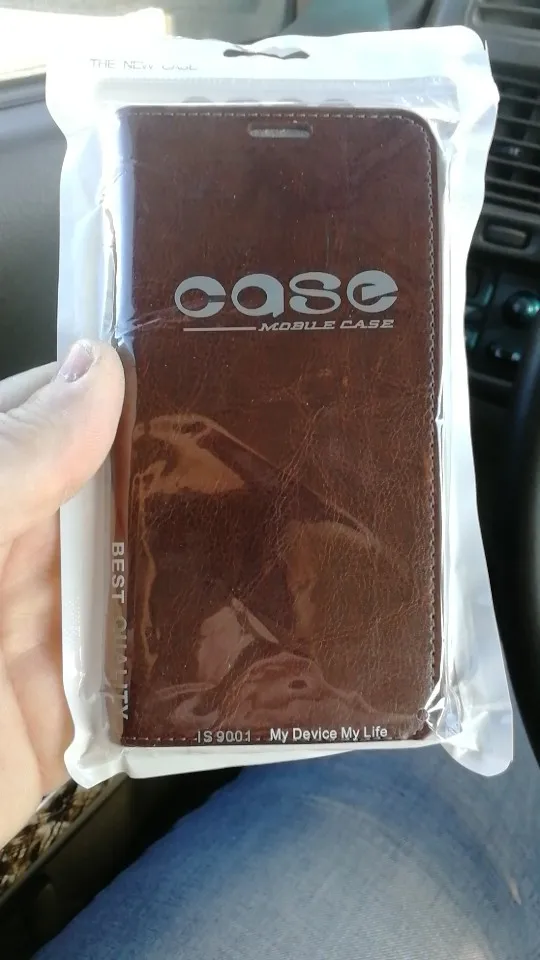 THE NEW CASE
case
MOBILE CASE
BEST QUALITY
IS 9001 My Device My Life